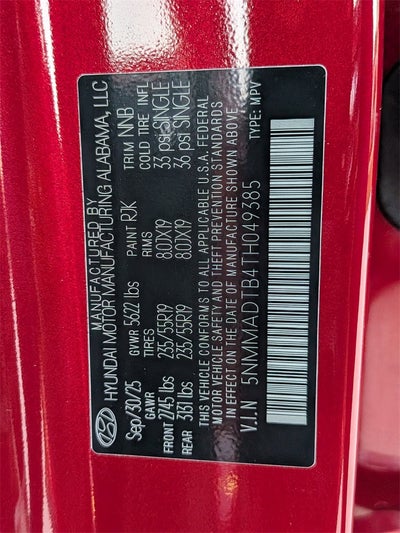 MANUFACTURED BY
HYUNDAI MOTOR MANUFACTURING ALABAMA, LLC
Sep/30/25 GVWR 5622 lbs PAINT RJK TRIM NNB
GAWR TIRES RIMS COLD TIRE INFL
FRONT 2745 lbs 235/55R19 8.0JX19 33 psi SINGLE
REAR 3131 lbs 235/55R19 8.0JX19 36 psi SINGLE
THIS VEHICLE CONFORMS TO ALL APPLICABLE U.S.A. FEDERAL
MOTOR VEHICLE SAFETY AND THEFT PREVENTION STANDARDS
IN EFFECT ON THE DATE OF MANUFACTURE SHOWN ABOVE.
V.I.N 5NMMADTB4TH049385 TYPE: MPV